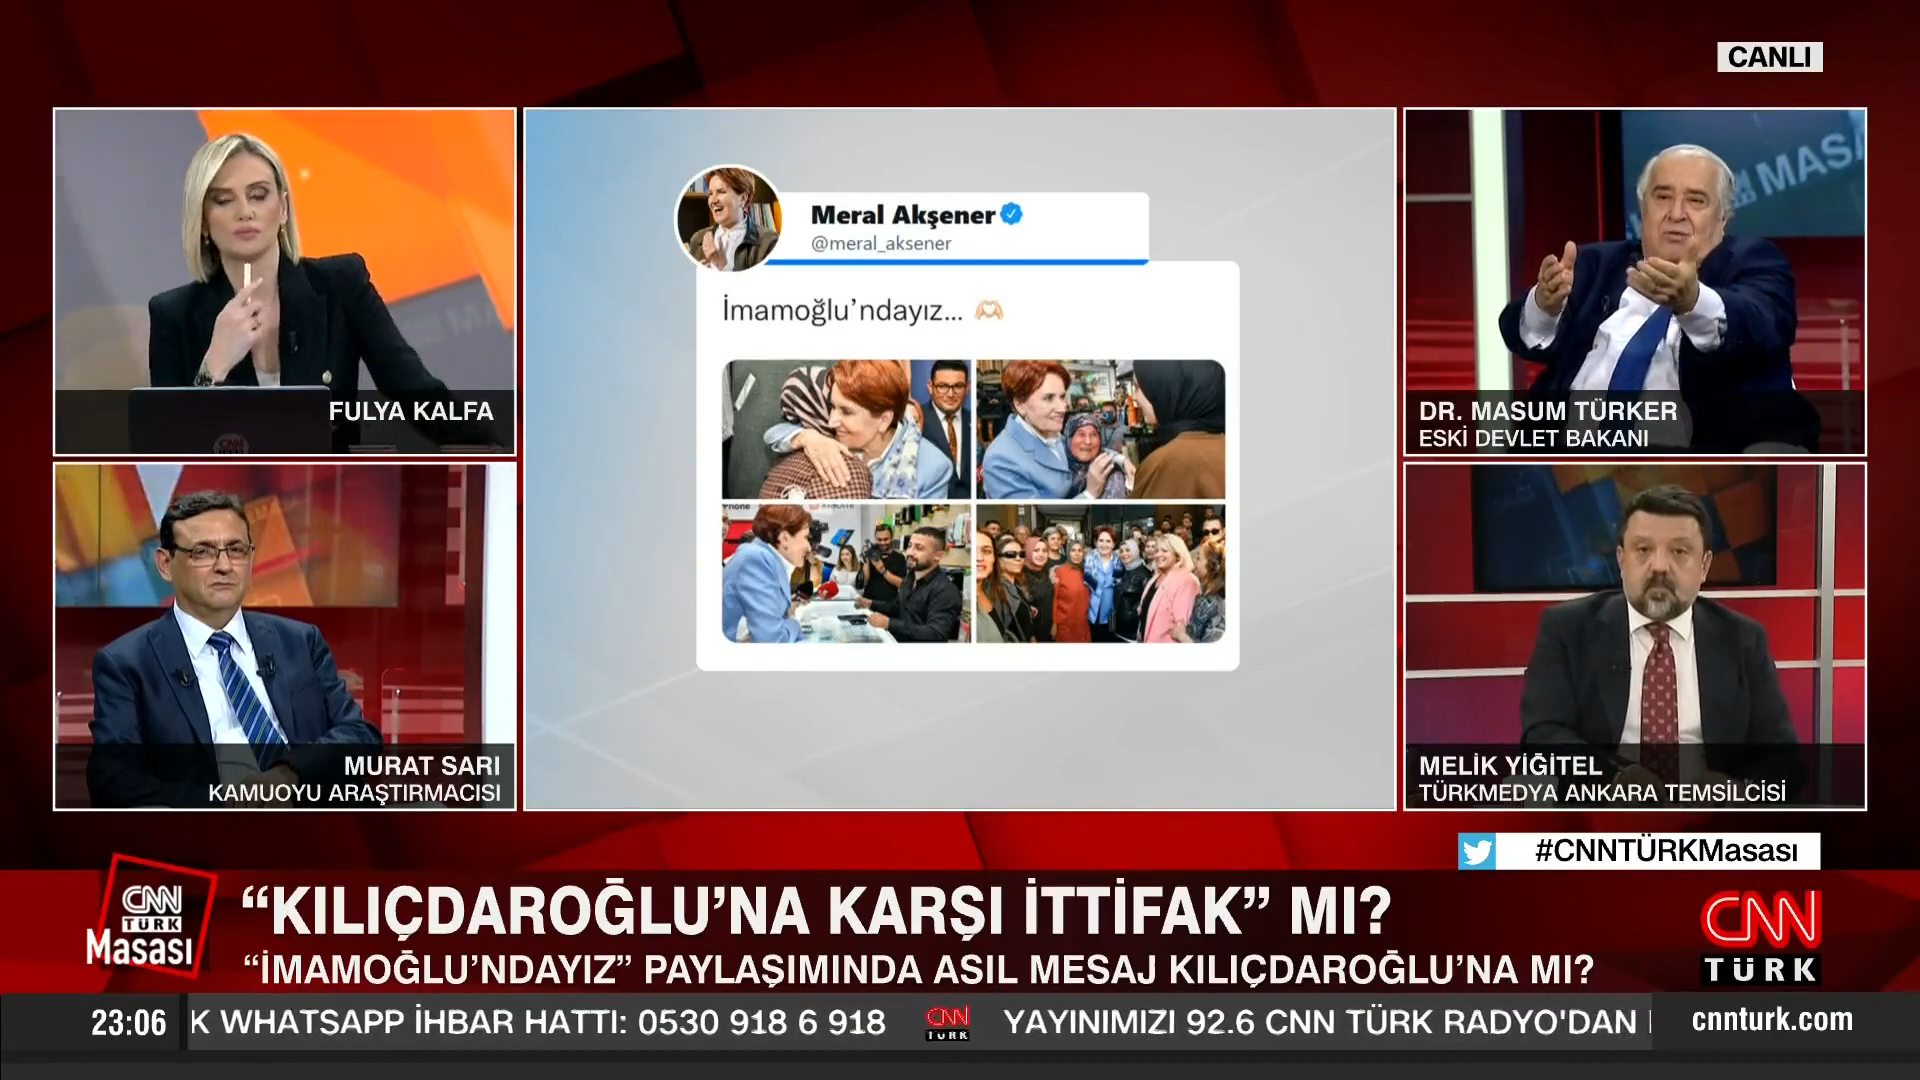 CANLI
FULYA KALFA
Meral Akşener
@meral_aksener
İmamoğlu'ndayız...
MASA
DR. MASUM TÜRKER
ESKİ DEVLET BAKANI
MURAT SARI
KAMUOYU ARAŞTIRMACISI
MELİK YİĞİTEL
TÜRKMEDYA ANKARA TEMSİLCİSİ
#CNNTÜRKMasası
CNN
TÜRK
Masası
“KILIÇDAROĞLU’NA KARŞI İTTİFAK” MI?
“İMAMOĞLU’NDAYIZ” PAYLAŞIMINDA ASIL MESAJ KILIÇDAROĞLU’NA MI?
CNN
TÜRK
23:06
K WHATSAPP İHBAR HATTI: 0530 918 6 918 CNN TÜRK YAYINIMIZI 92.6 CNN TÜRK RADYO'DAN
cnnturk.com